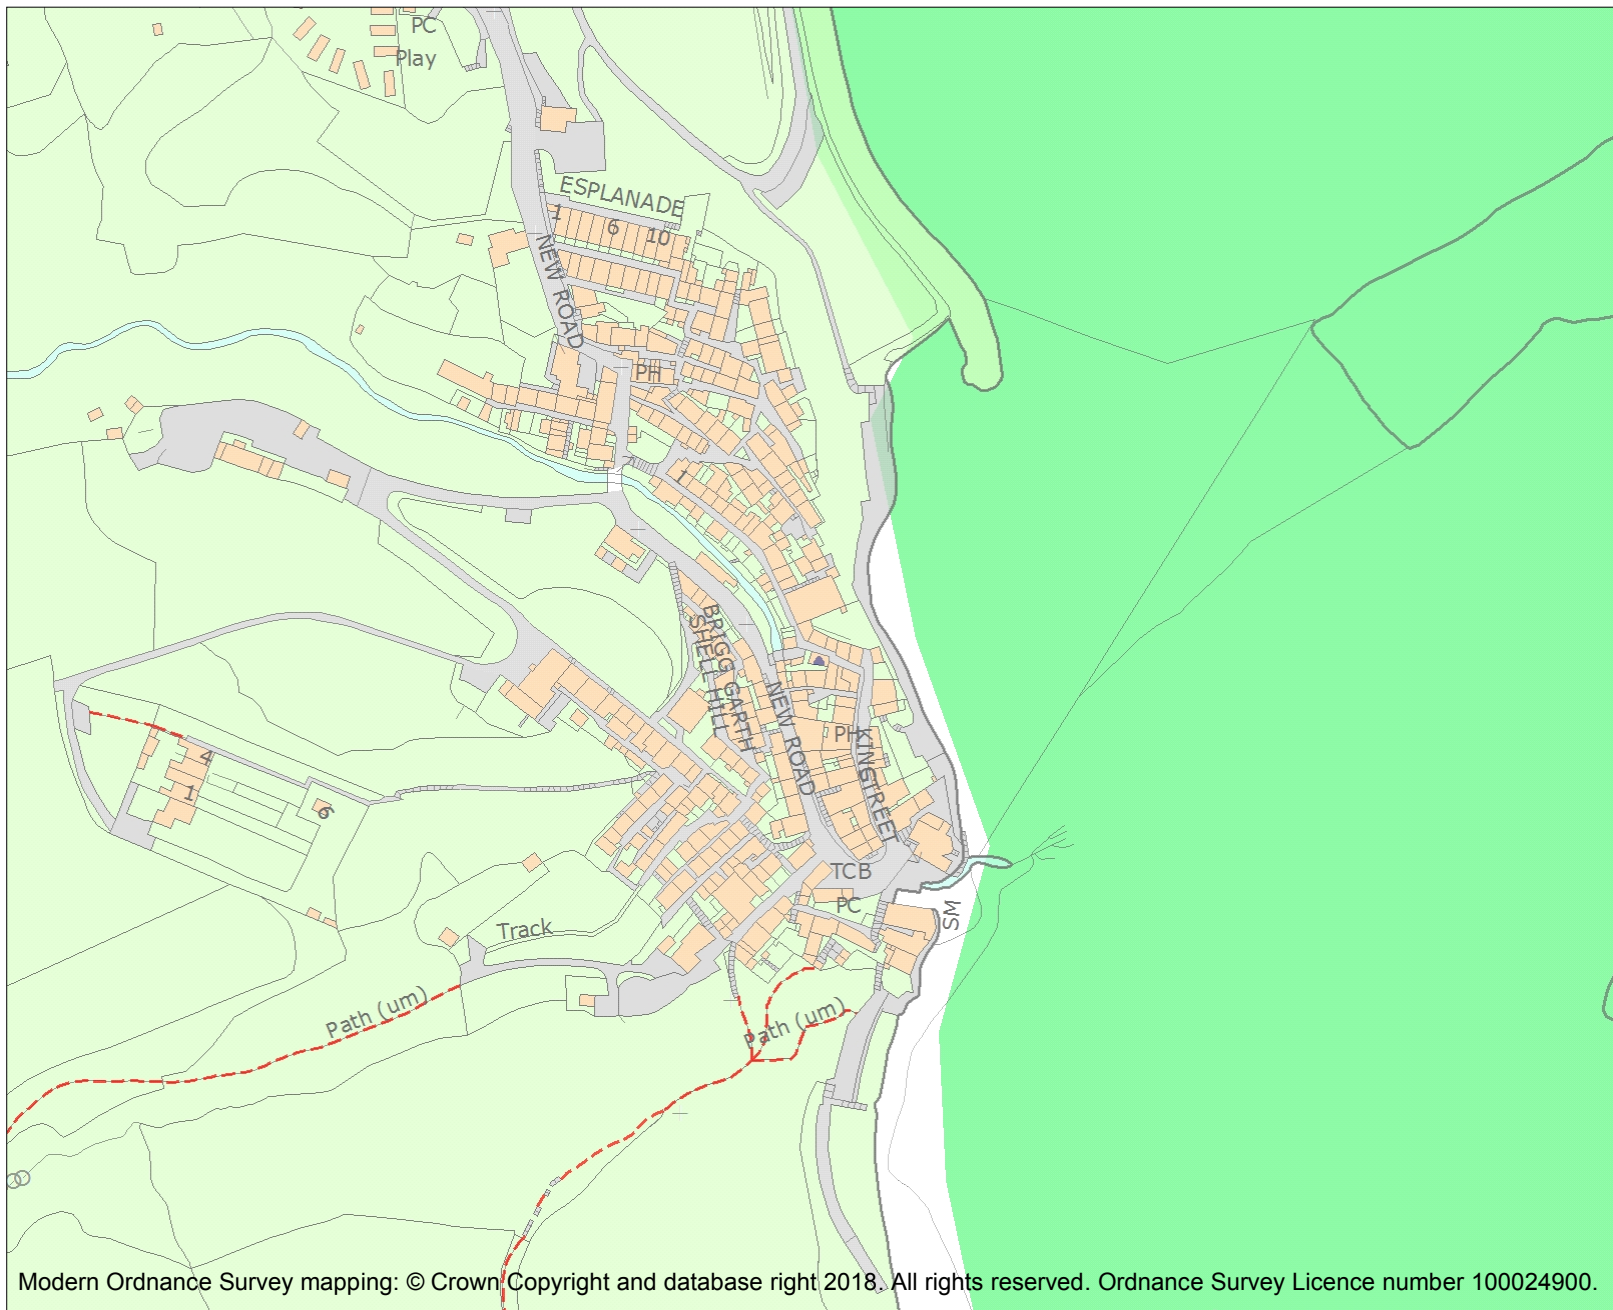 PC
Play
ESPLANADE
1
6
10
NEW ROAD
PH
1
BRIGG GARTH
SHELL HILL
NEW ROAD
PH
KINGSTREET
4
1
6
TCB
PC
SM
Track
Path (um)
Path (um)
Modern Ordnance Survey mapping: © Crown Copyright and database right 2018. All rights reserved. Ordnance Survey Licence number 100024900.